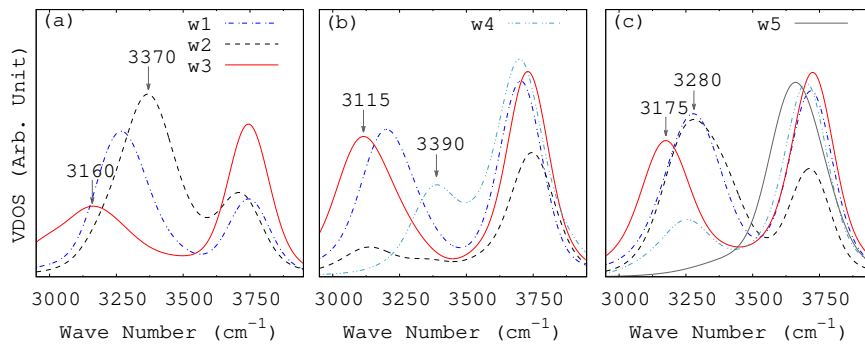 (a)
w1
w2
w3
3370
3160
(b)
w4
3115
3390
(c)
w5
3280
3175
VDOS (Arb. Unit)
3000 3250 3500 3750
3000 3250 3500 3750
3000 3250 3500 3750
Wave Number (cm⁻¹)
Wave Number (cm⁻¹)
Wave Number (cm⁻¹)